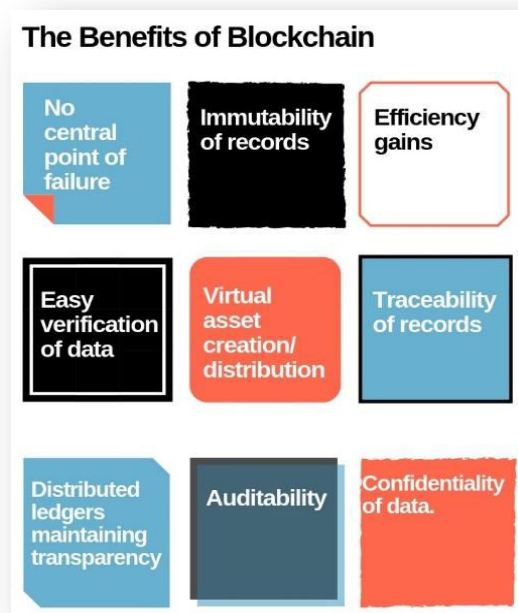 The Benefits of Blockchain
No
central
point of
failure
Immutability
of records
Efficiency
gains
Easy
verification
of data
Virtual
asset
creation/
distribution
Traceability
of records
Distributed
ledgers
maintaining
transparency
Auditability
Confidentiality
of data.